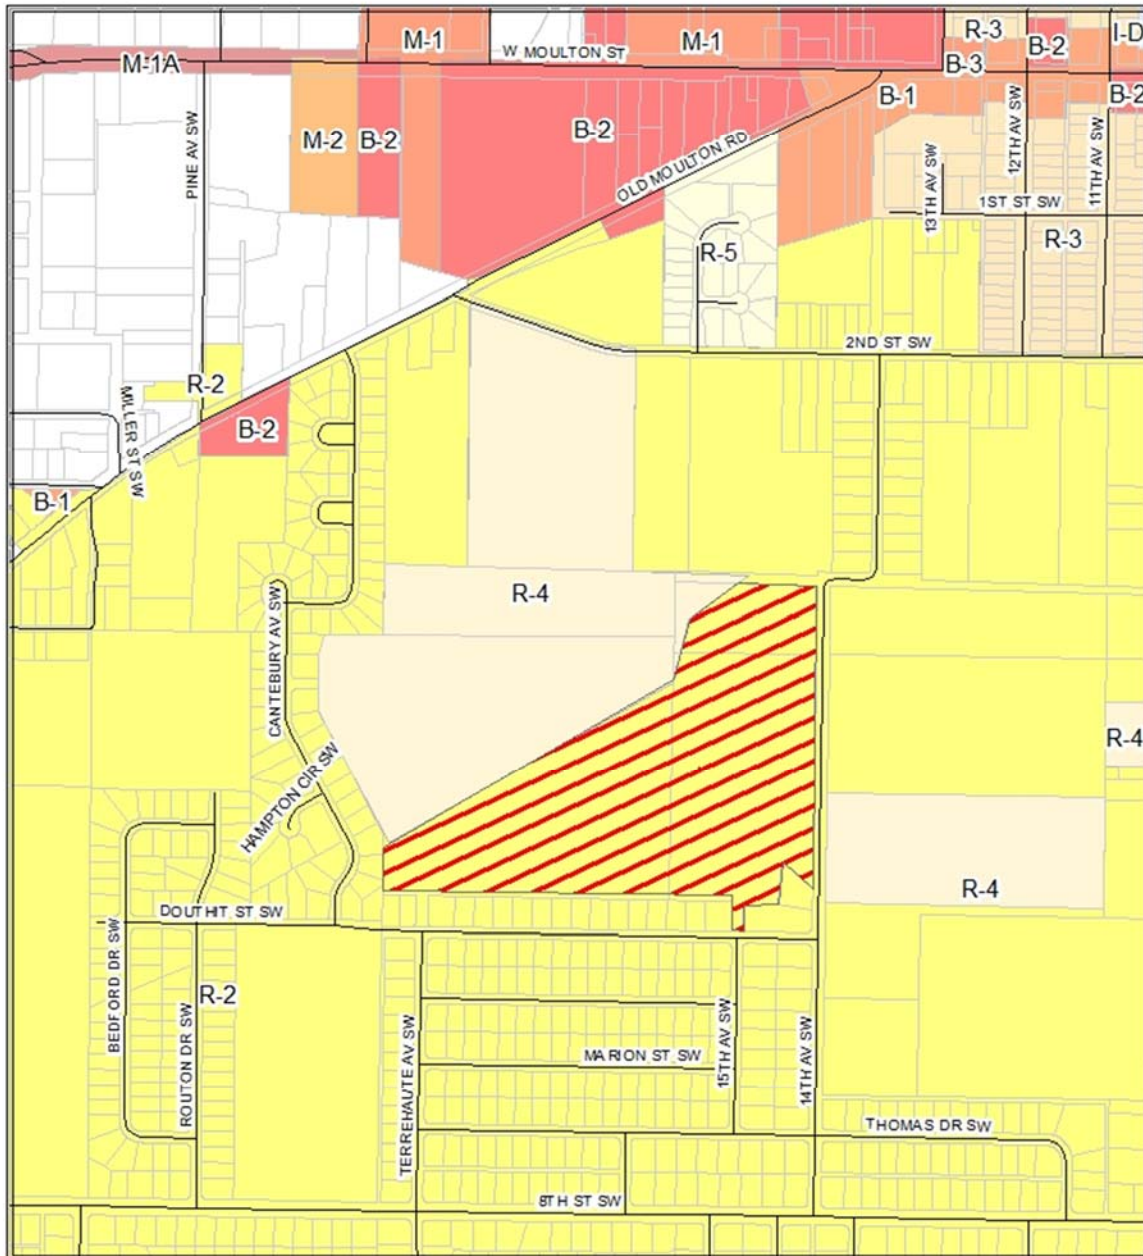 R-3
M-1
M-1
B-2
I-D
W MOULTON ST
M-1A
B-3
B-1
B-2
M-2
B-2
B-2
OLD MOULTON RD
PINE AV SW
12TH AV SW
11TH AV SW
13TH AV SW
1ST ST SW
R-5
R-3
2ND ST SW
R-2
MILLER ST SW
B-2
B-1
R-4
CANTEBURY AV SW
HAMPTON CIR SW
R-4
R-4
DOUTHIT ST SW
BEDFORD DR SW
ROUTON DR SW
R-2
TERREHAUTE AV SW
MARION ST SW
15TH AV SW
14TH AV SW
THOMAS DR SW
8TH ST SW